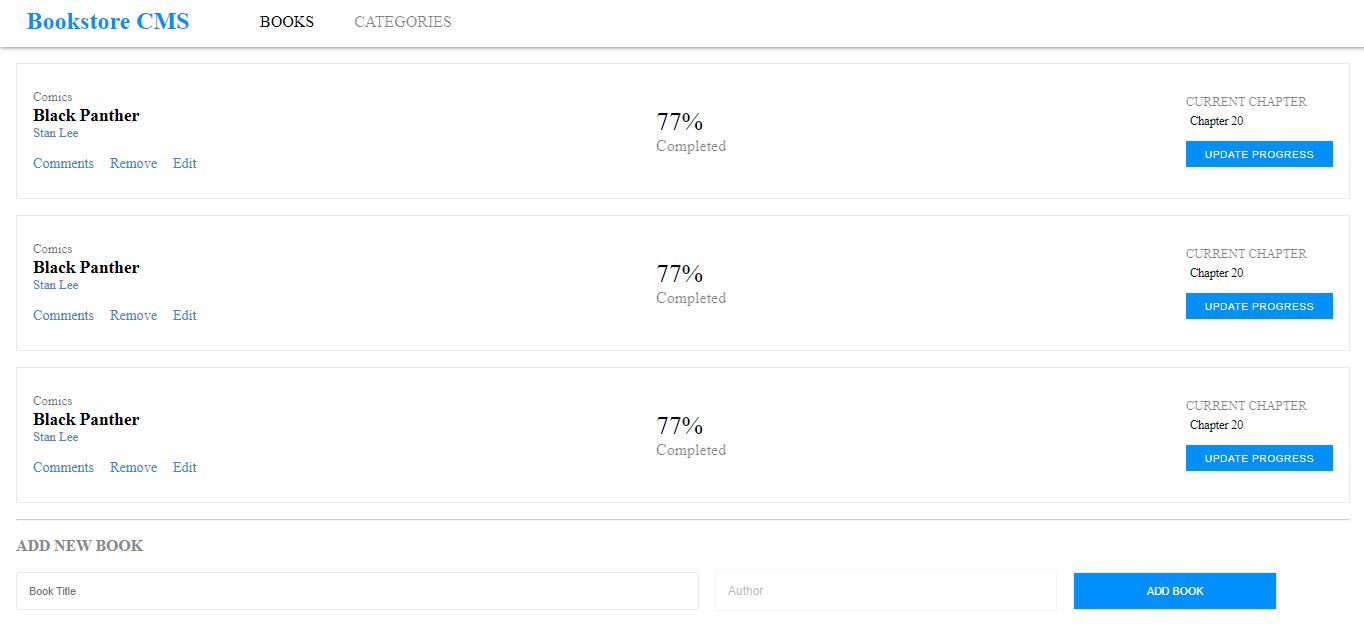 Bookstore CMS BOOKS CATEGORIES
Comics
Black Panther
Stan Lee
Comments Remove Edit
77%
Completed
CURRENT CHAPTER
Chapter 20
UPDATE PROGRESS
Comics
Black Panther
Stan Lee
Comments Remove Edit
77%
Completed
CURRENT CHAPTER
Chapter 20
UPDATE PROGRESS
Comics
Black Panther
Stan Lee
Comments Remove Edit
77%
Completed
CURRENT CHAPTER
Chapter 20
UPDATE PROGRESS
ADD NEW BOOK
Book Title Author ADD BOOK